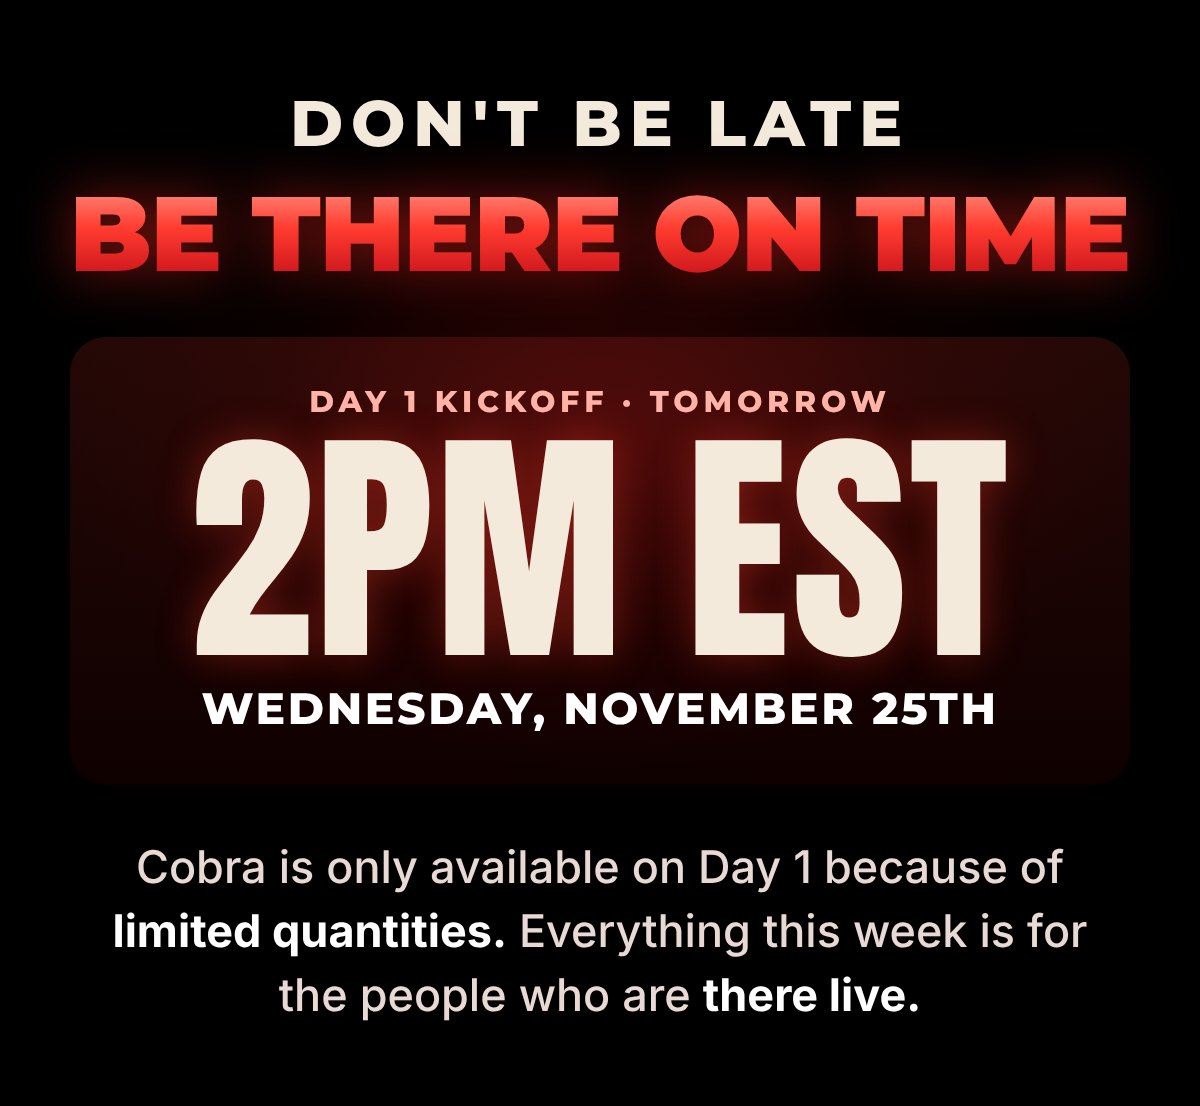 DON'T BE LATE
BE THERE ON TIME
DAY 1 KICKOFF · TOMORROW
2PM EST
WEDNESDAY, NOVEMBER 25TH
Cobra is only available on Day 1 because of
limited quantities. Everything this week is for
the people who are there live.